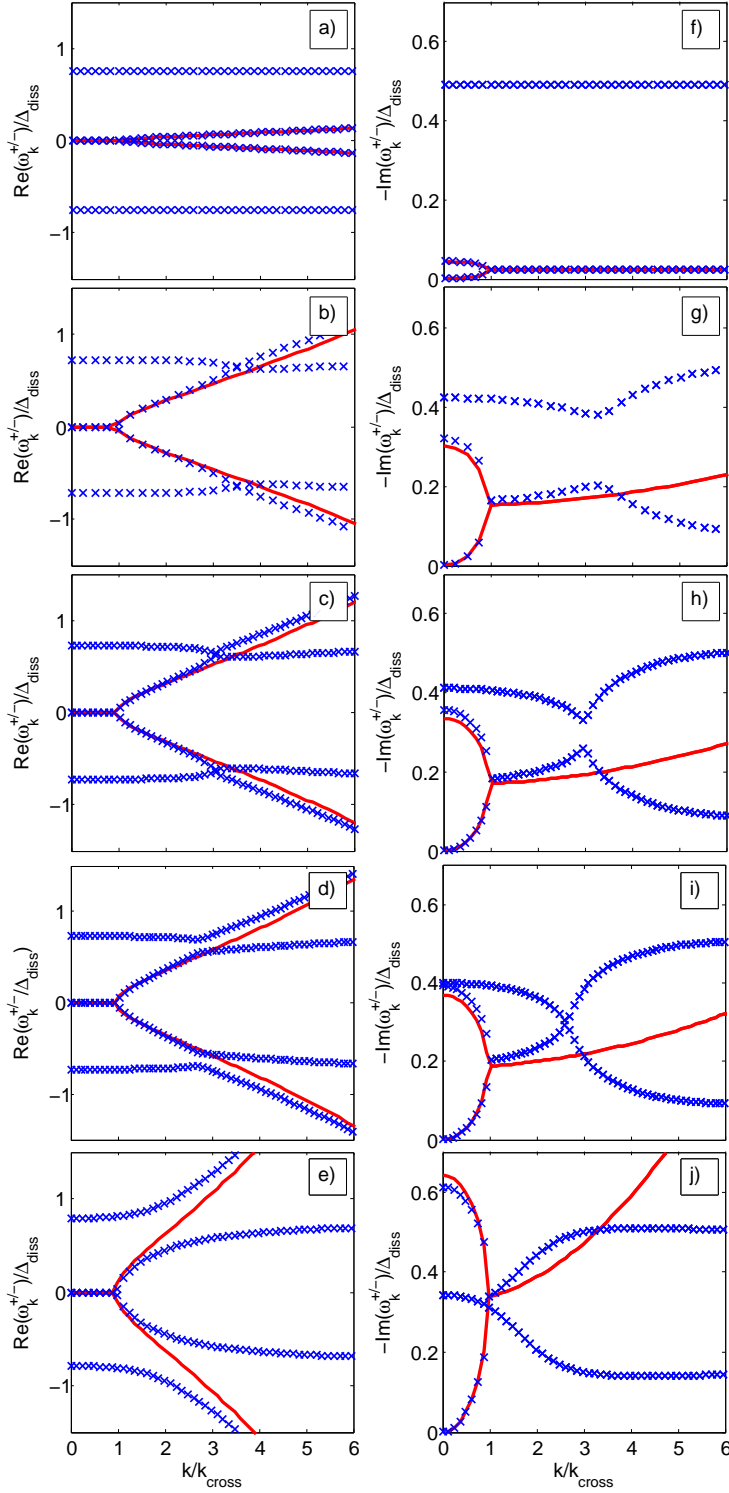 a)
Re(ω_k^{+/-})/Δ_diss
1
0
−1
f)
-Im(ω_k^{+/-})/Δ_diss
0.6
0.4
0.2
0
b)
Re(ω_k^{+/-})/Δ_diss
1
0
−1
g)
-Im(ω_k^{+/-})/Δ_diss
0.6
0.4
0.2
0
c)
Re(ω_k^{+/-})/Δ_diss
1
0
−1
h)
-Im(ω_k^{+/-})/Δ_diss
0.6
0.4
0.2
0
d)
Re(ω_k^{+/-}/Δ_diss)
1
0
−1
i)
-Im(ω_k^{+/-})/Δ_diss
0.6
0.4
0.2
0
e)
Re(ω_k^{+/-})/Δ_diss
1
0
−1
0 1 2 3 4 5 6
k/k_cross
j)
-Im(ω_k^{+/-})/Δ_diss
0.6
0.4
0.2
0
0 1 2 3 4 5 6
k/k_cross